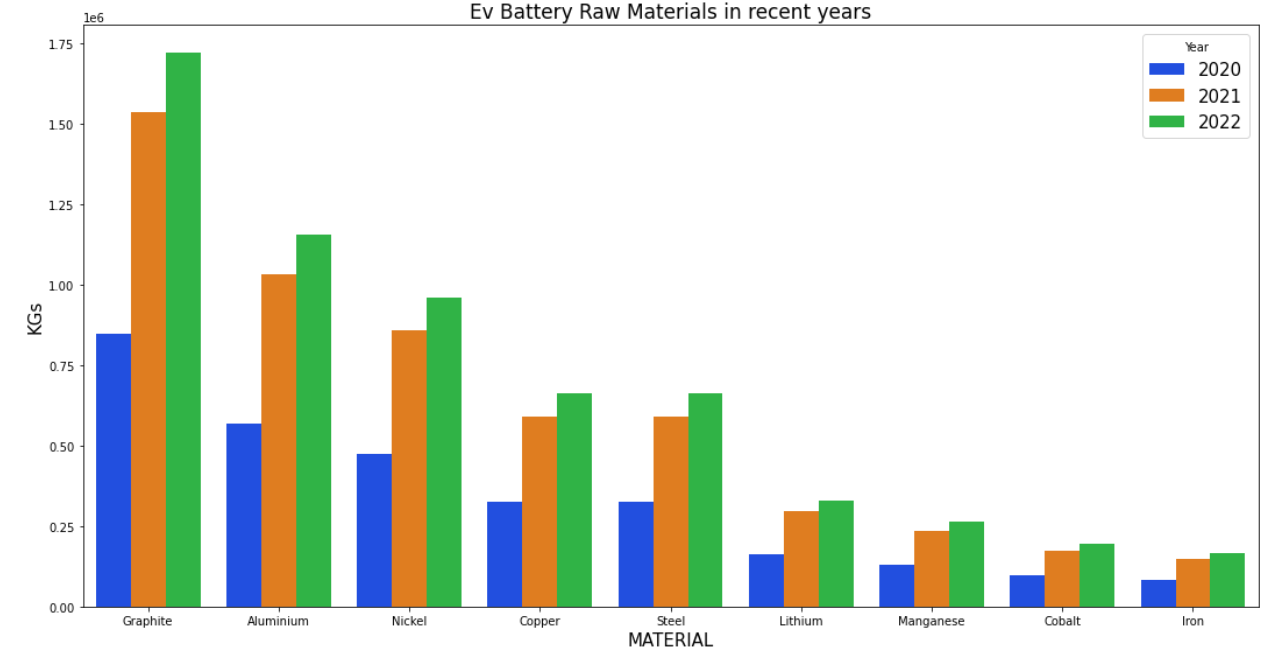 Ev Battery Raw Materials in recent years
1e6
1.75
1.50
1.25
1.00
0.75
0.50
0.25
0.00
KGs
Year
2020
2021
2022
Graphite Aluminium Nickel Copper Steel Lithium Manganese Cobalt Iron
MATERIAL